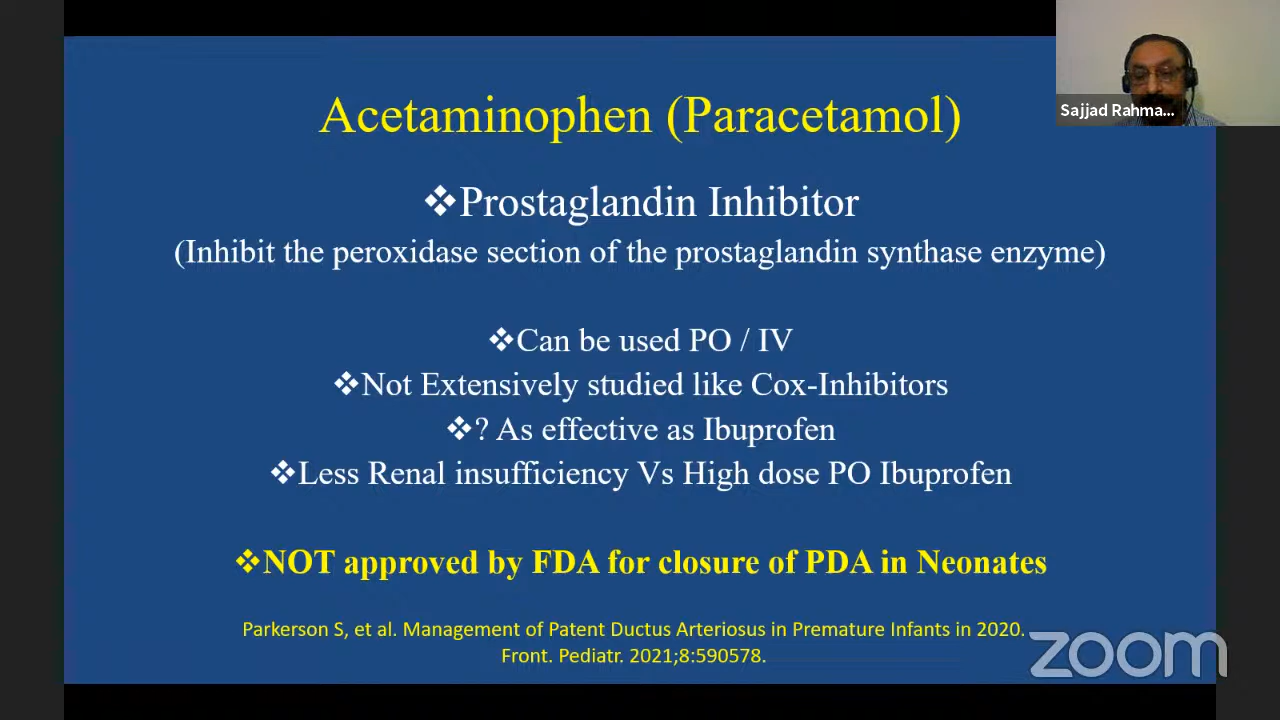 Sajjad Rahma...
Acetaminophen (Paracetamol)
❖Prostaglandin Inhibitor
(Inhibit the peroxidase section of the prostaglandin synthase enzyme)
❖Can be used PO / IV
❖Not Extensively studied like Cox-Inhibitors
❖? As effective as Ibuprofen
❖Less Renal insufficiency Vs High dose PO Ibuprofen
❖NOT approved by FDA for closure of PDA in Neonates
Parkerson S, et al. Management of Patent Ductus Arteriosus in Premature Infants in 2020.
Front. Pediatr. 2021;8:590578.
zoom